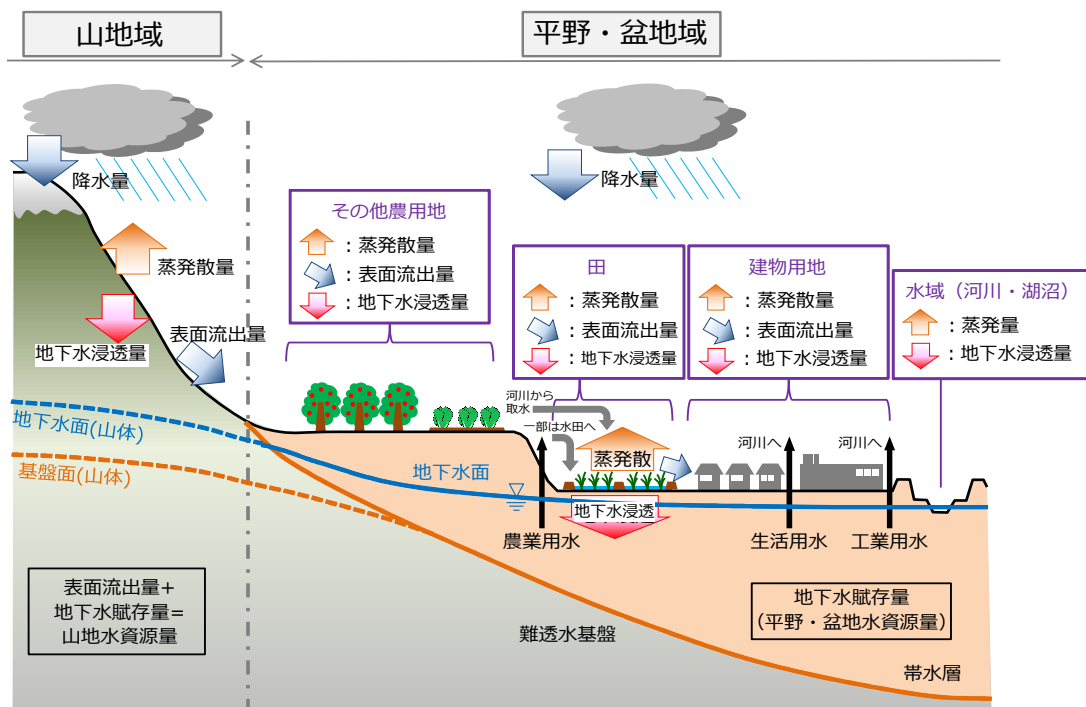 山地域
平野・盆地域
降水量
降水量
蒸発散量
地下水浸透量
表面流出量
その他農用地
：蒸発散量
：表面流出量
：地下水浸透量
田
：蒸発散量
：表面流出量
：地下水浸透量
建物用地
：蒸発散量
：表面流出量
：地下水浸透量
水域（河川・湖沼）
：蒸発量
：地下水浸透量
河川から
取水
一部は水田へ
蒸発散
河川へ
河川へ
地下水面(山体)
基盤面(山体)
地下水面
地下水浸透
農業用水
生活用水
工業用水
表面流出量+
地下水賦存量=
山地水資源量
地下水賦存量
(平野・盆地水資源量)
難透水基盤
帯水層